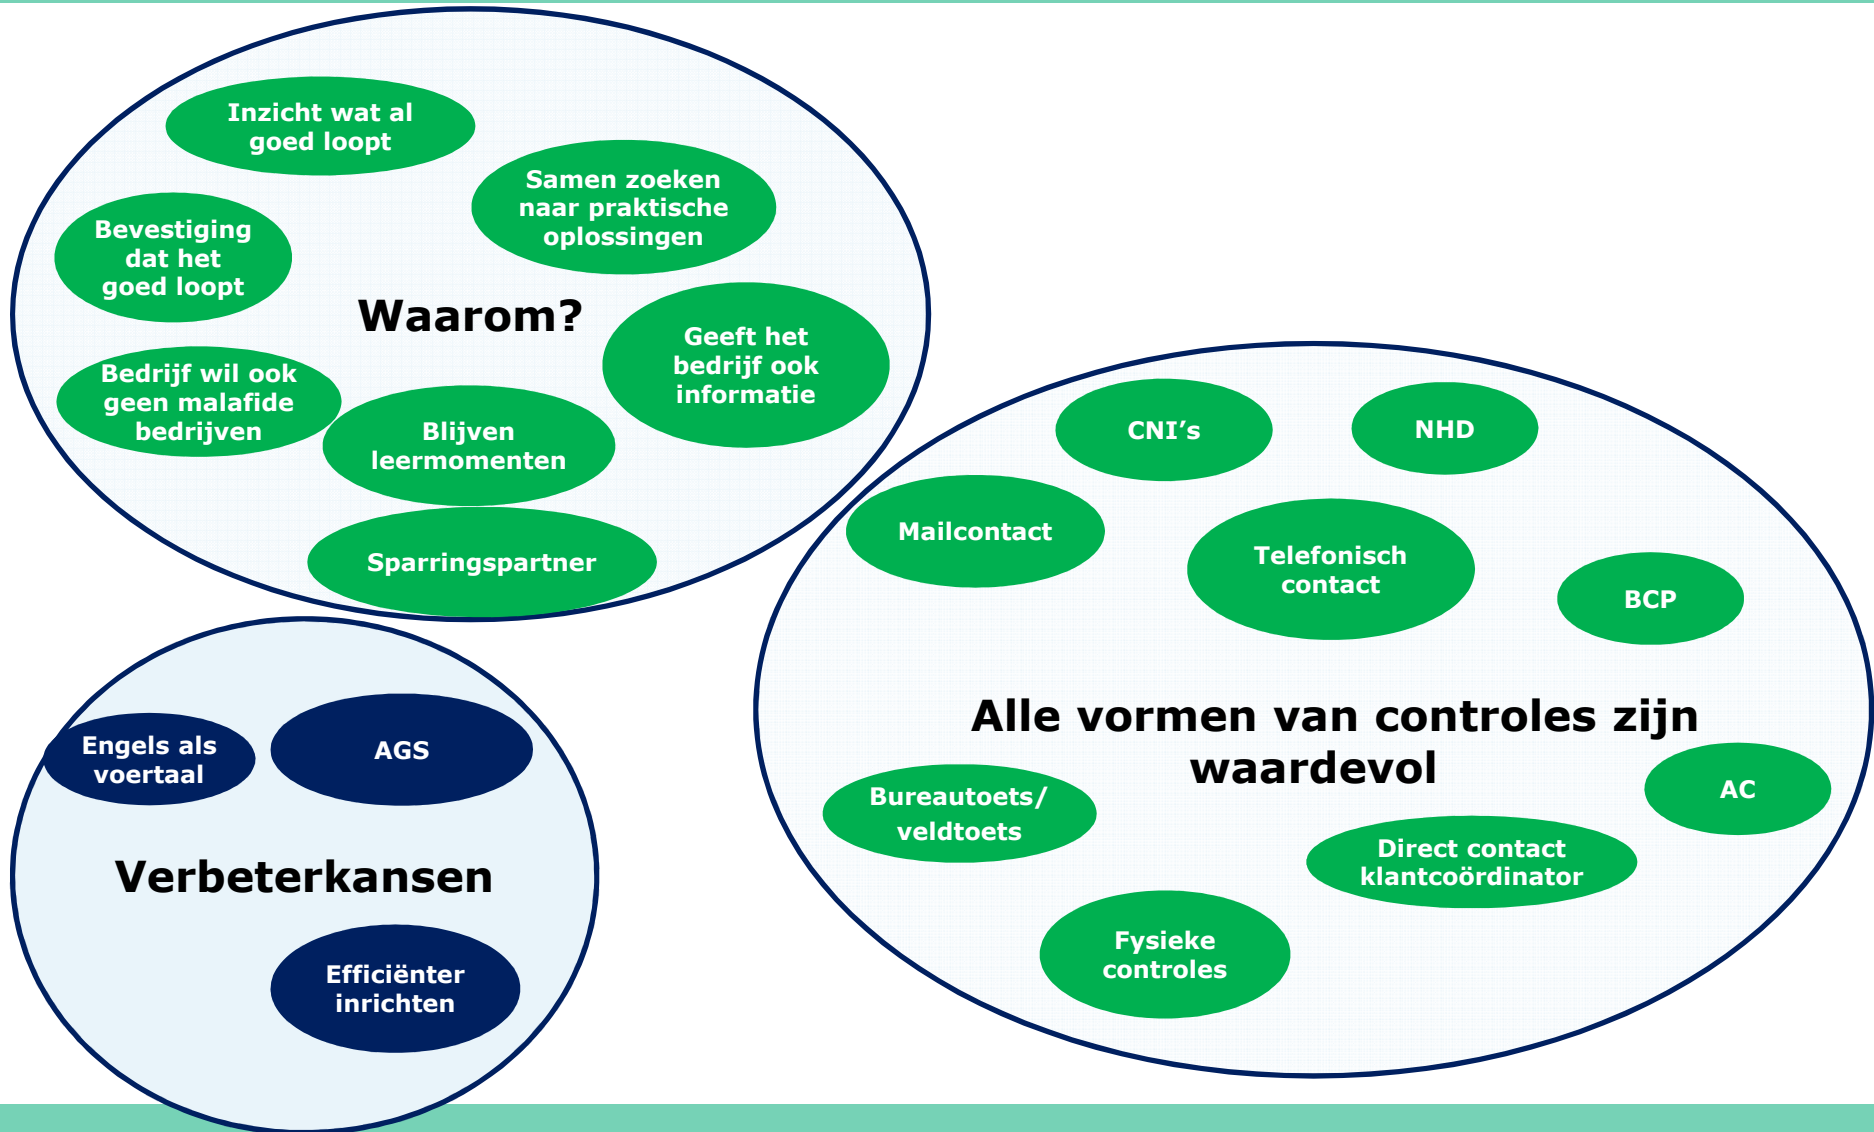 Inzicht wat al
goed loopt
Samen zoeken
naar praktische
oplossingen
Bevestiging
dat het
goed loopt
Waarom?
Geeft het
bedrijf ook
informatie
Bedrijf wil ook
geen malafide
bedrijven
Blijven
leermomenten
Sparringspartner
CNI’s
NHD
Mailcontact
Telefonisch
contact
BCP
Alle vormen van controles zijn
waardevol
AC
Bureautoets/
veldtoets
Direct contact
klantcoördinator
Fysieke
controles
Engels als
voertaal
AGS
Verbeterkansen
Efficiënter
inrichten